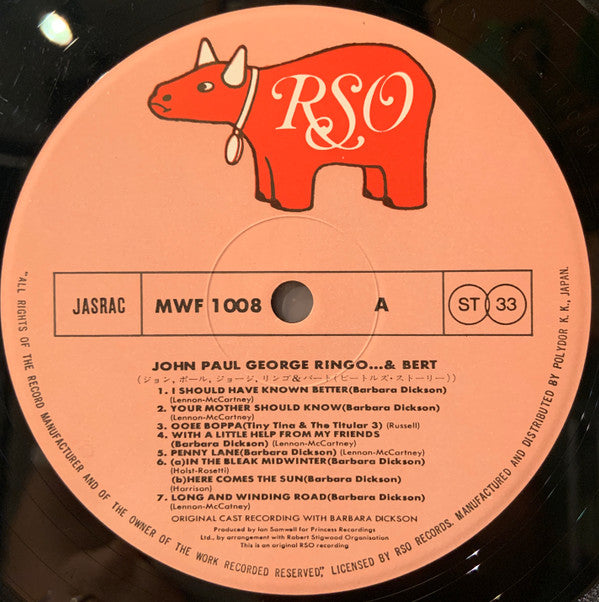 RSO
JASRAC
MWF 1008
A
ST 33
JOHN PAUL GEORGE RINGO...& BERT
(ジョン, ポール, ジョージ, リンゴ&バート(ビートルズ・ストーリー))
1. I SHOULD HAVE KNOWN BETTER(Barbara Dickson)
(Lennon-McCartney)
2. YOUR MOTHER SHOULD KNOW(Barbara Dickson)
(Lennon-McCartney)
3. OOEE BOPPA(Tiny Tina & The Titular 3) (Russell)
4. WITH A LITTLE HELP FROM MY FRIENDS
(Barbara Dickson) (Lennon-McCartney)
5. PENNY LANE(Barbara Dickson) (Lennon-McCartney)
6. (a)IN THE BLEAK MIDWINTER(Barbara Dickson)
(Holst-Rosetti)
(b)HERE COMES THE SUN(Barbara Dickson)
(Harrison)
7. LONG AND WINDING ROAD(Barbara Dickson)
(Lennon-McCatney)
ORIGINAL CAST RECORDING WITH BARBARA DICKSON
Produced by Ian Samwell for Princess Recordings
Ltd., by arrangement with Robert Stigwood Organisation
This is an original RSO recording
"ALL RIGHTS OF THE RECORD MANUFACTURER AND OF THE OWNER OF THE WORK RECORDED RESERVED," LICENSED BY RSO RECORDS. MANUFACTURED AND DISTRIBUTED BY POLYDOR K. K., JAPAN.